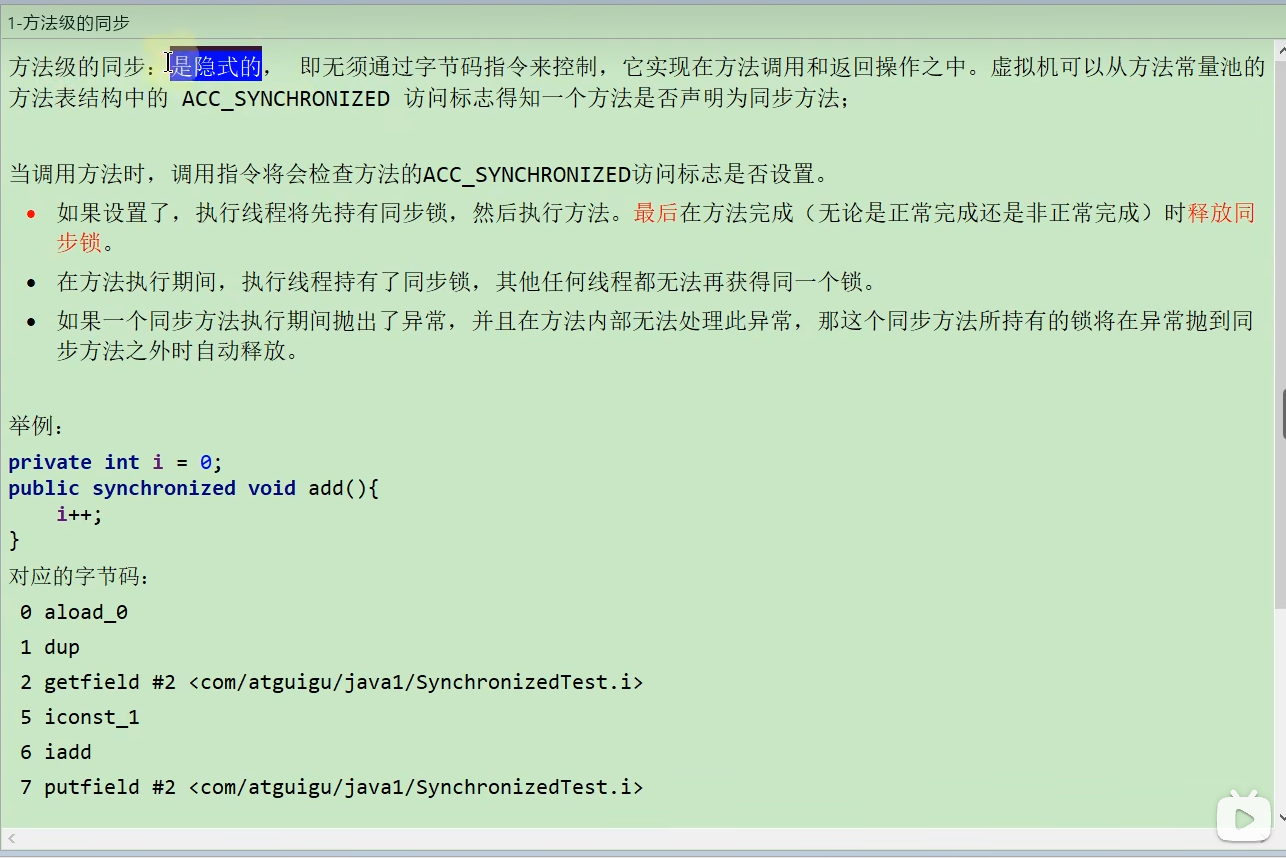 1-方法级的同步
方法级的同步：是隐式的， 即无须通过字节码指令来控制，它实现在方法调用和返回操作之中。虚拟机可以从方法常量池的
方法表结构中的 ACC_SYNCHRONIZED 访问标志得知一个方法是否声明为同步方法；
当调用方法时，调用指令将会检查方法的ACC_SYNCHRONIZED访问标志是否设置。
• 如果设置了，执行线程将先持有同步锁，然后执行方法。最后在方法完成（无论是正常完成还是非正常完成）时释放同
步锁。
• 在方法执行期间，执行线程持有了同步锁，其他任何线程都无法再获得同一个锁。
• 如果一个同步方法执行期间抛出了异常，并且在方法内部无法处理此异常，那这个同步方法所持有的锁将在异常抛到同
步方法之外时自动释放。
举例：
private int i = 0;
public synchronized void add(){
    i++;
}
对应的字节码：
0 aload_0
1 dup
2 getfield #2 <com/atguigu/java1/SynchronizedTest.i>
5 iconst_1
6 iadd
7 putfield #2 <com/atguigu/java1/SynchronizedTest.i>